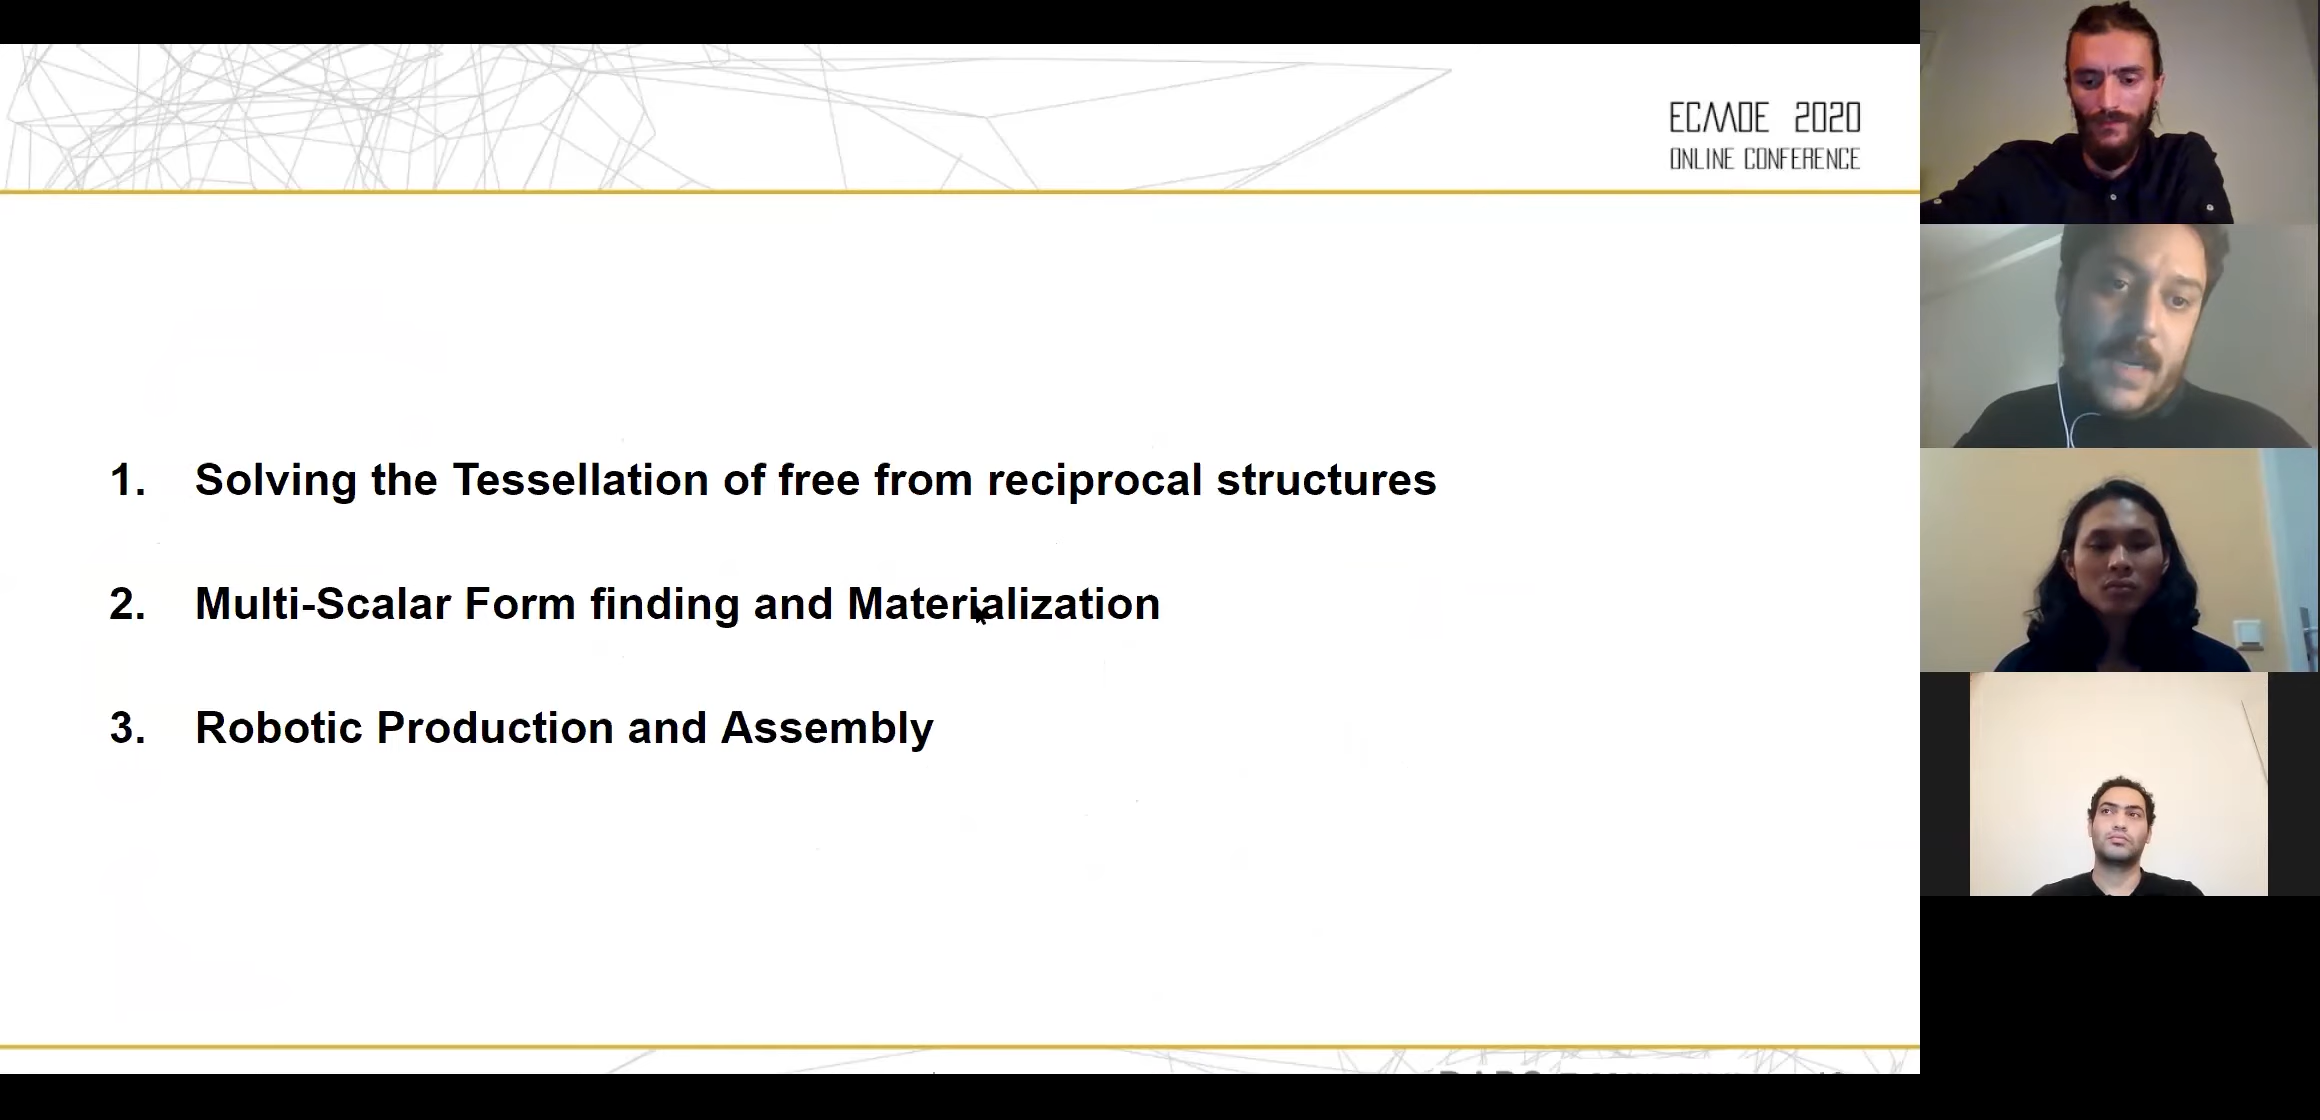 ECAADE 2020
ONLINE CONFERENCE
1. Solving the Tessellation of free from reciprocal structures
2. Multi-Scalar Form finding and Materialization
3. Robotic Production and Assembly